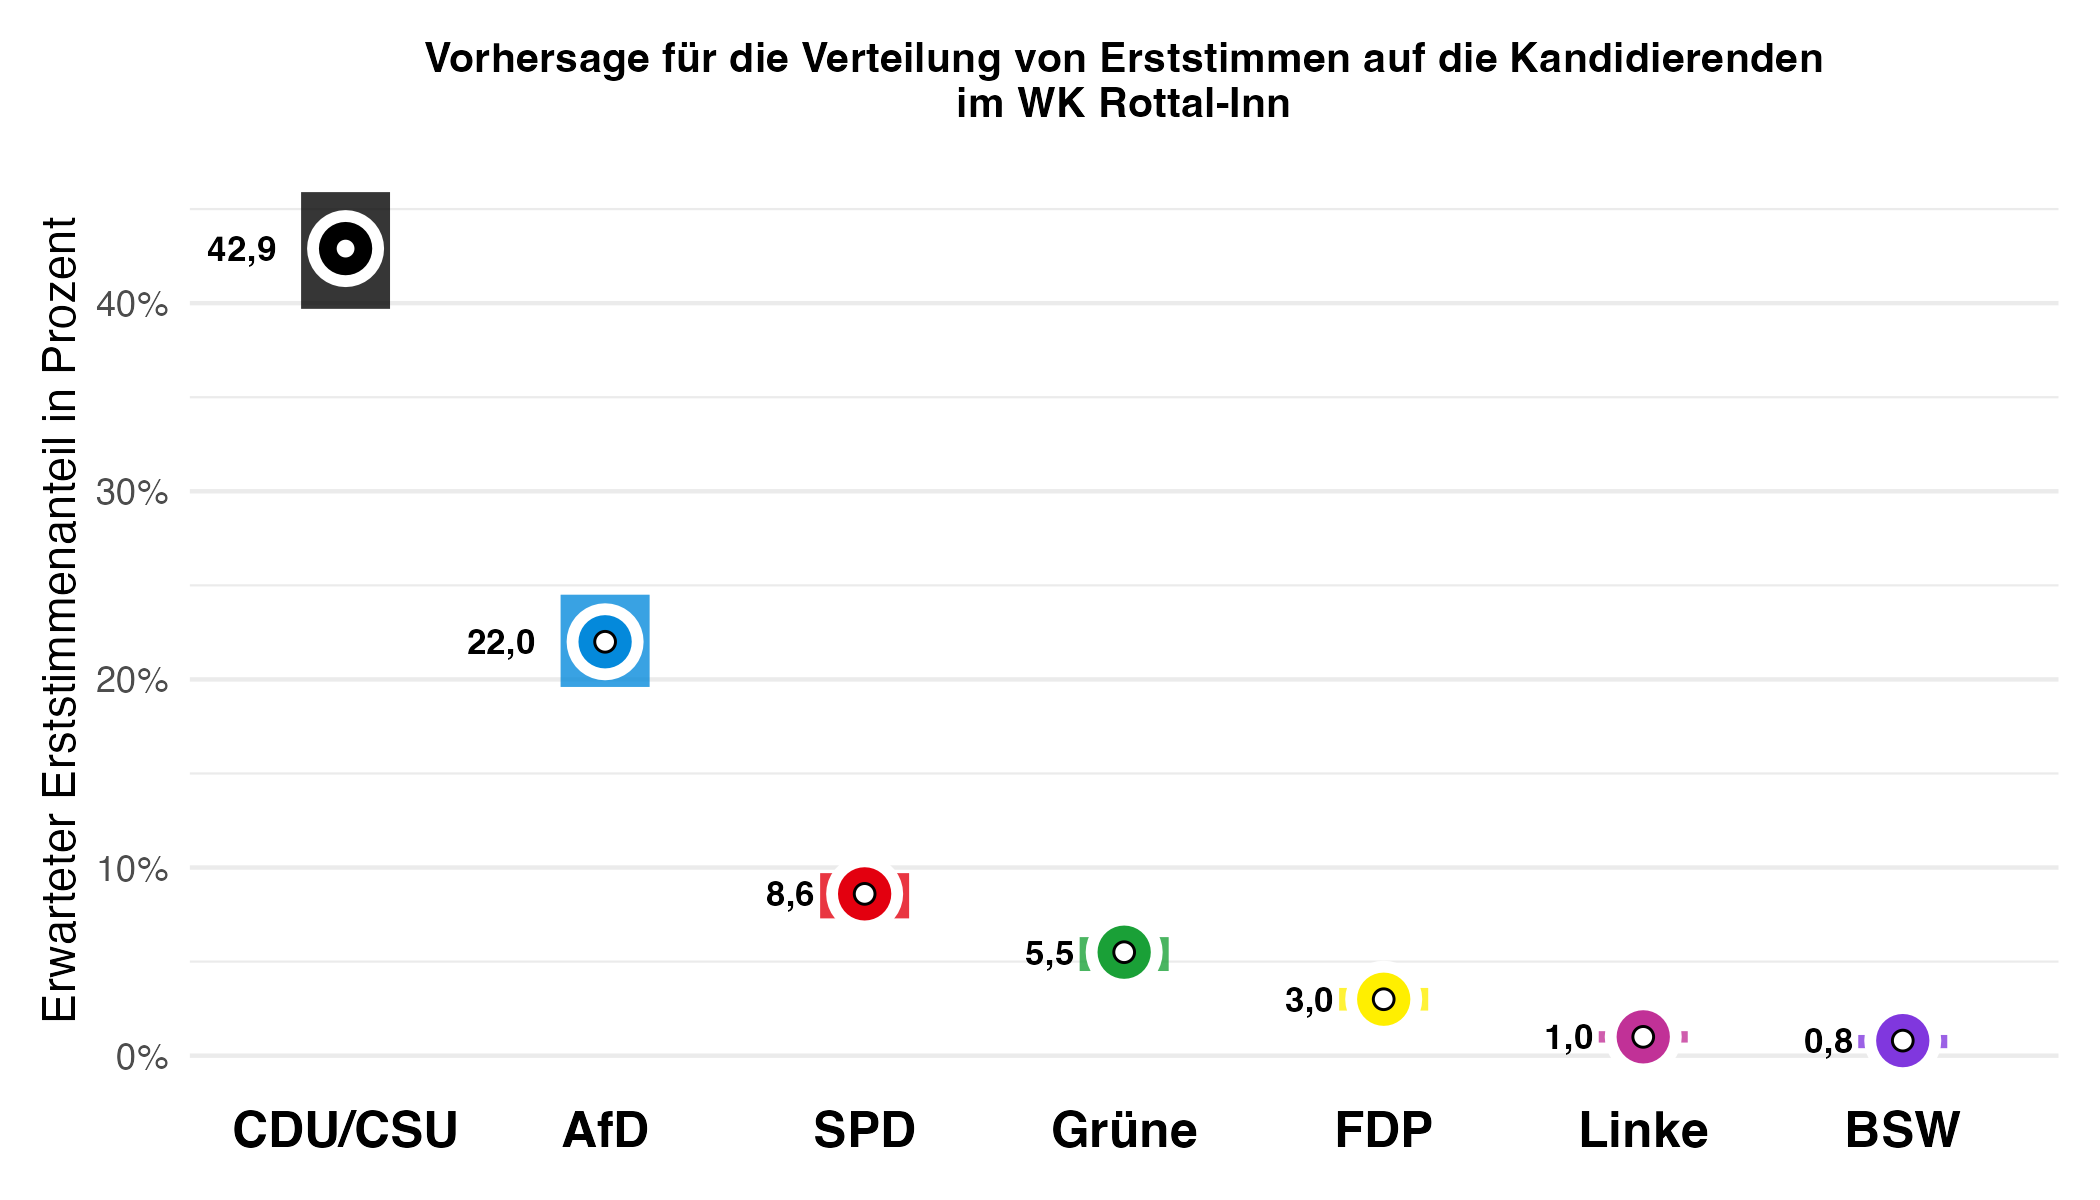 Vorhersage für die Verteilung von Erststimmen auf die Kandidierenden
im WK Rottal-Inn
Erwarteter Erststimmenanteil in Prozent
40%
30%
20%
10%
0%
42,9
22,0
8,6
5,5
3,0
1,0
0,8
CDU/CSU
AfD
SPD
Grüne
FDP
Linke
BSW